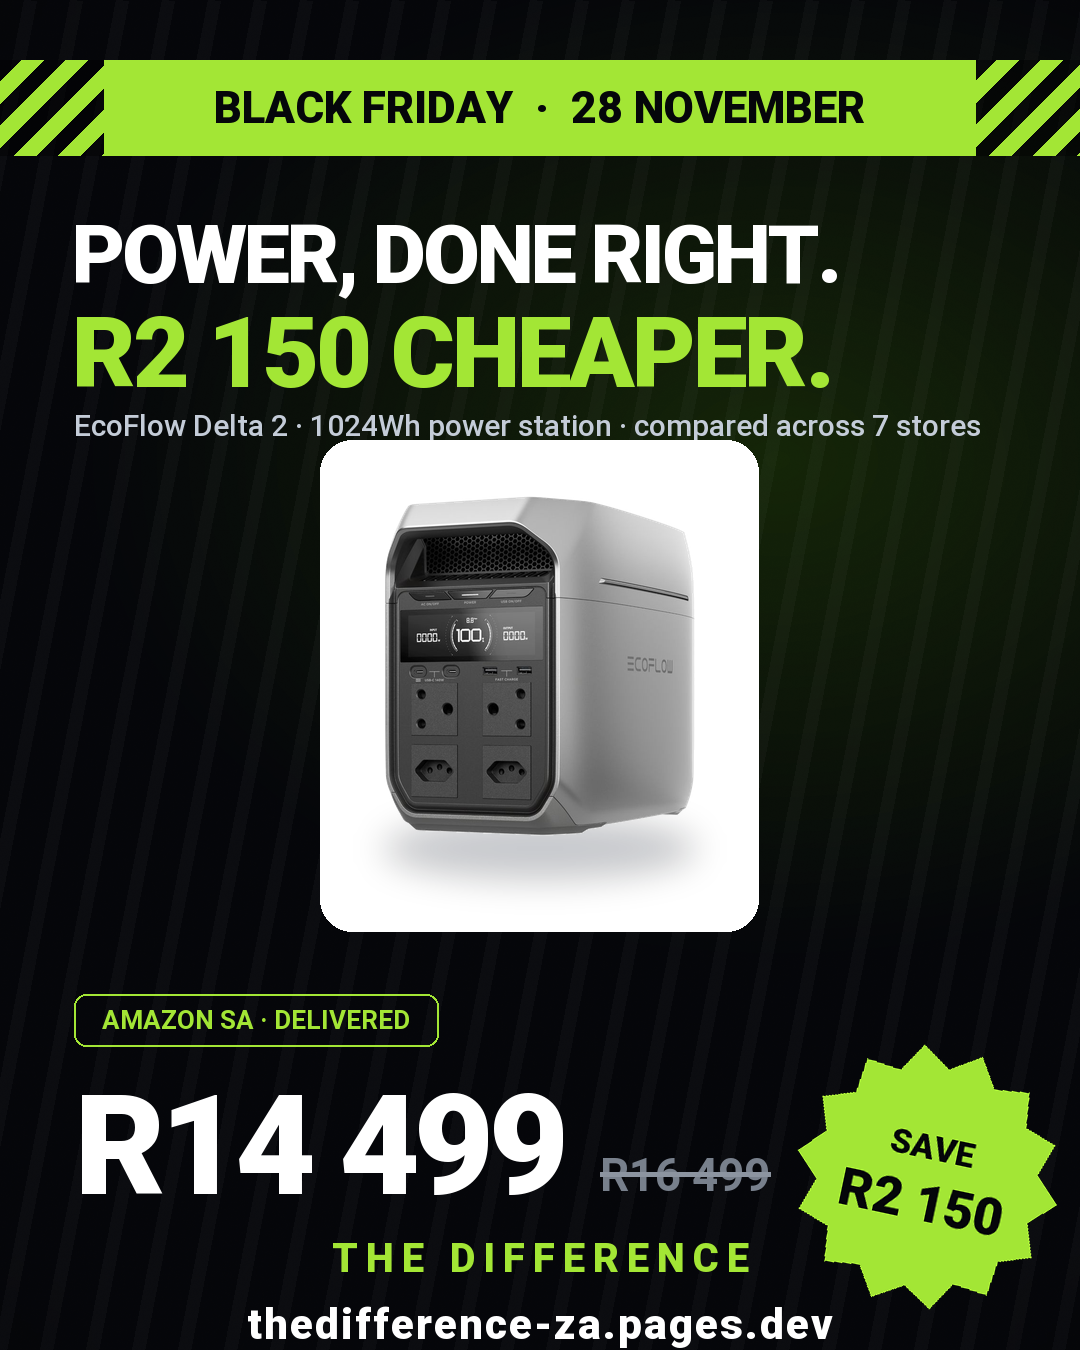 BLACK FRIDAY · 28 NOVEMBER
POWER, DONE RIGHT.
R2 150 CHEAPER.
EcoFlow Delta 2 · 1024Wh power station · compared across 7 stores
100
ECOFLOW
AMAZON SA · DELIVERED
R14 499
R16 499
SAVE
R2 150
THE DIFFERENCE
thedifference-za.pages.dev